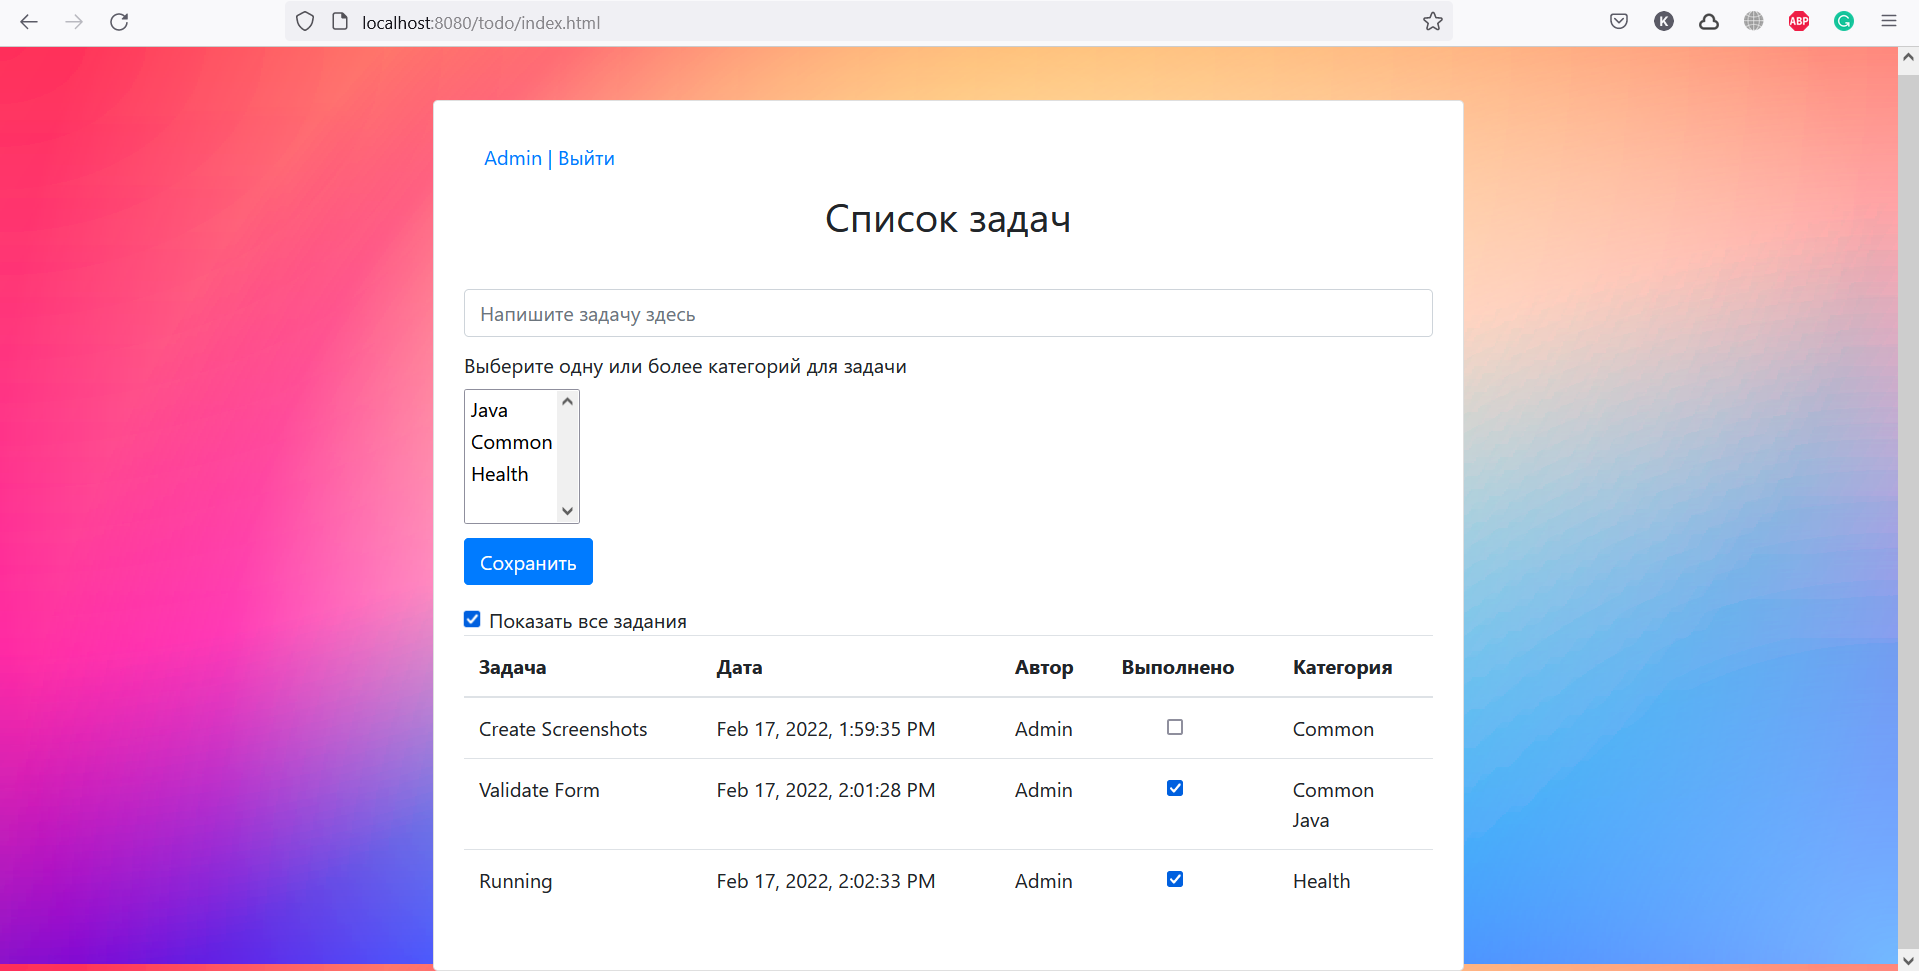 localhost:8080/todo/index.html
K
ABP
G
Admin | Выйти
Список задач
Напишите задачу здесь
Выберите одну или более категорий для задачи
Java
Common
Health
Сохранить
Показать все задания
Задача Дата Автор Выполнено Категория
Create Screenshots Feb 17, 2022, 1:59:35 PM Admin Common
Validate Form Feb 17, 2022, 2:01:28 PM Admin Common
Java
Running Feb 17, 2022, 2:02:33 PM Admin Health